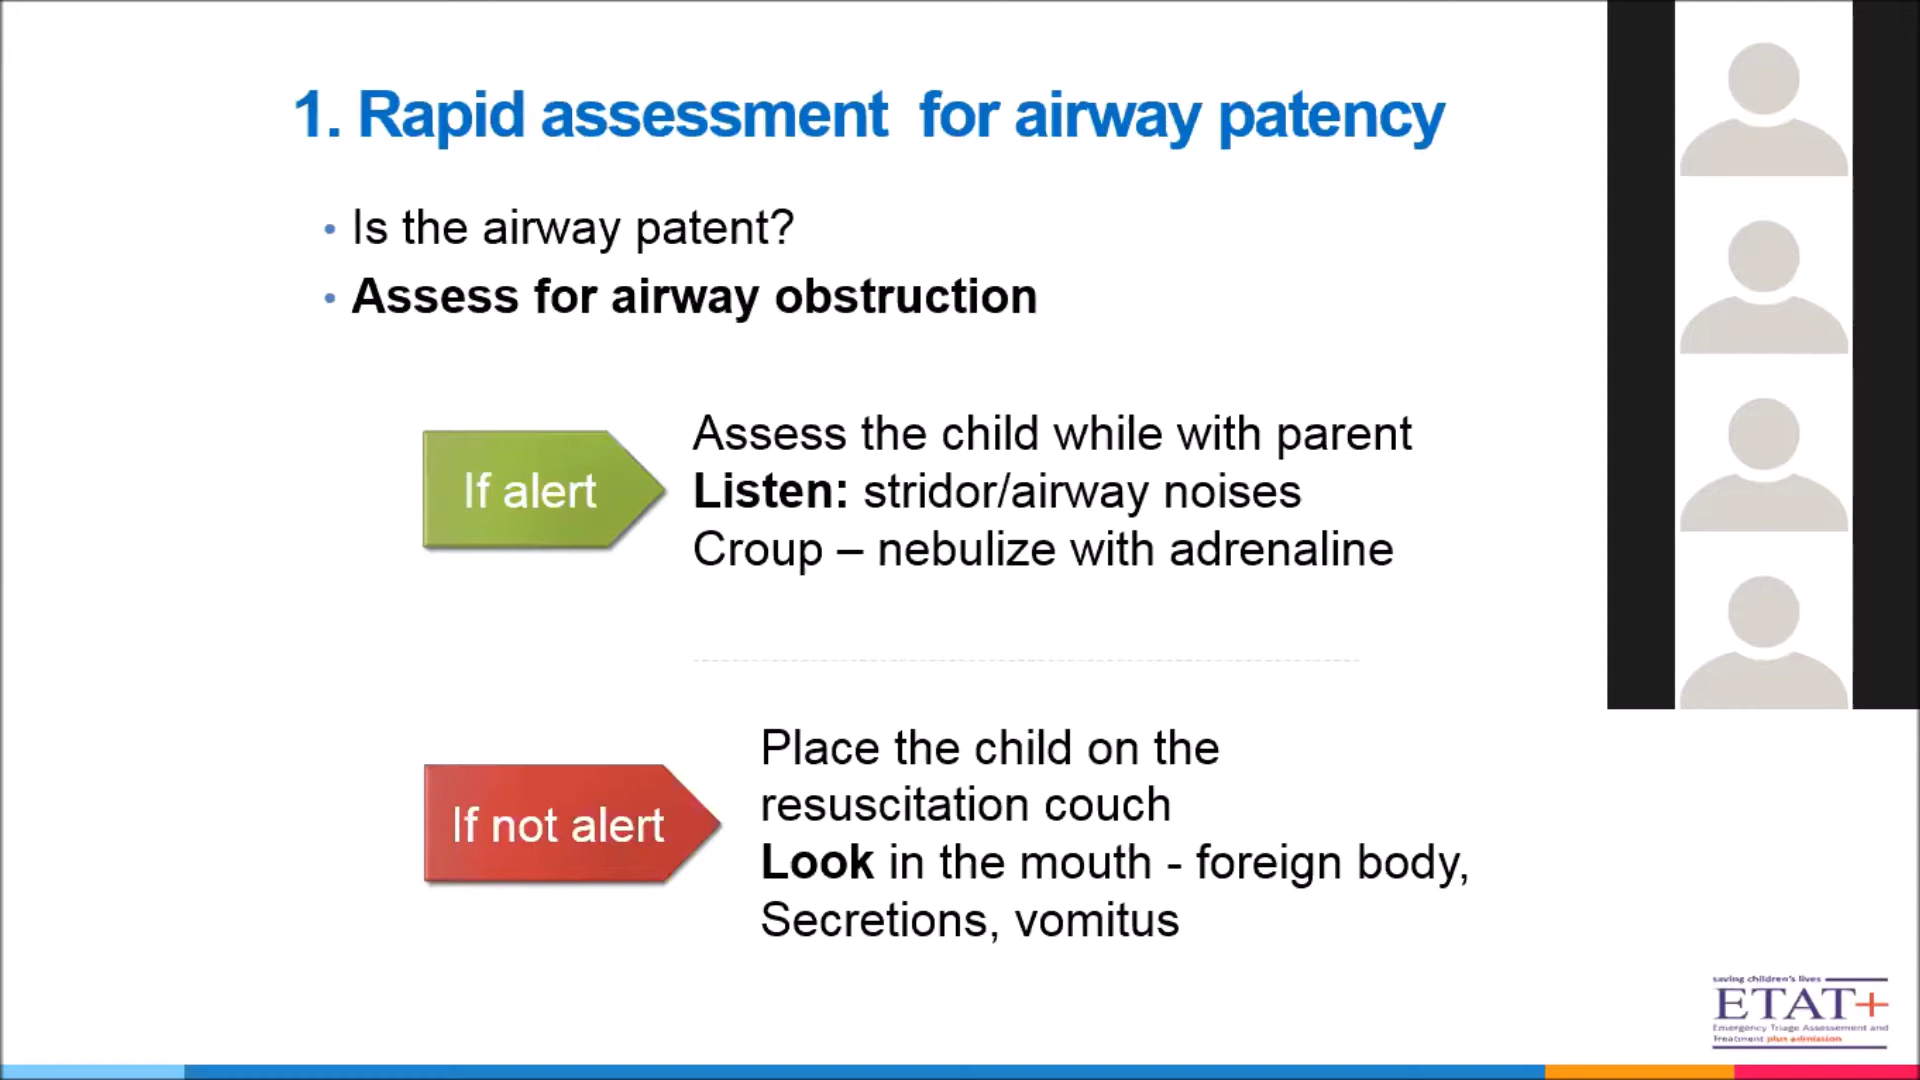 1. Rapid assessment for airway patency
• Is the airway patent?
• Assess for airway obstruction
If alert
Assess the child while with parent
Listen: stridor/airway noises
Croup – nebulize with adrenaline
If not alert
Place the child on the
resuscitation couch
Look in the mouth - foreign body,
Secretions, vomitus
saving children's lives
ETAT+
Emergency Triage Assessment and
Treatment plus admission